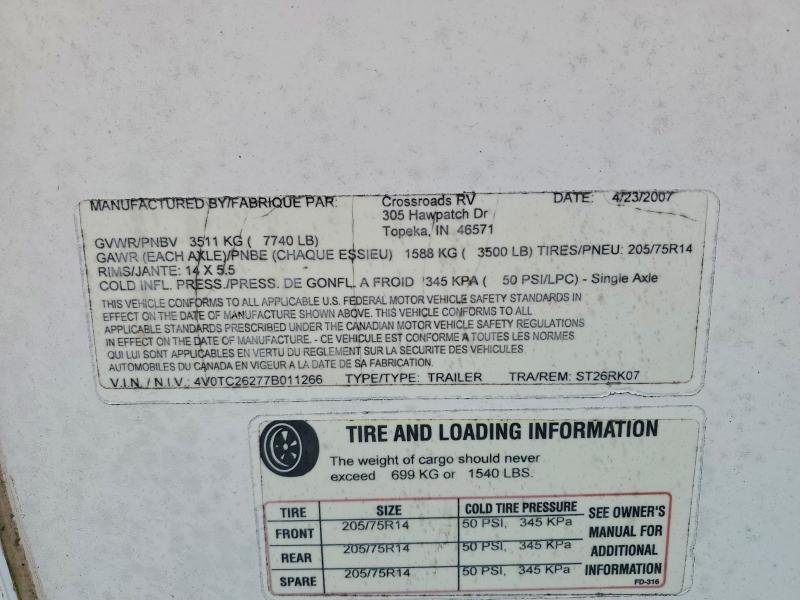 MANUFACTURED BY/FABRIQUE PAR: Crossroads RV DATE: 4/23/2007
305 Hawpatch Dr
Topeka, IN 46571
GVWR/PNBV 3511 KG ( 7740 LB)
GAWR (EACH AXLE)/PNBE (CHAQUE ESSIEU) 1588 KG ( 3500 LB) TIRES/PNEU: 205/75R14
RIMS/JANTE: 14 X 5.5
COLD INFL. PRESS./PRESS. DE GONFL. A FROID 345 KPA ( 50 PSI/LPC) - Single Axle
THIS VEHICLE CONFORMS TO ALL APPLICABLE U.S. FEDERAL MOTOR VEHICLE SAFETY STANDARDS IN
EFFECT ON THE DATE OF MANUFACTURE SHOWN ABOVE. THIS VEHICLE CONFORMS TO ALL
APPLICABLE STANDARDS PRESCRIBED UNDER THE CANADIAN MOTOR VEHICLE SAFETY REGULATIONS
IN EFFECT ON THE DATE OF MANUFACTURE. - CE VEHICULE EST CONFORME A TOUTES LES NORMES
QUI LUI SONT APPLICABLES EN VERTU DU REGLEMENT SUR LA SECURITE DES VEHICULES
AUTOMOBILES DU CANADA EN VIGEUR A LA DATE DE SA FABRICATION.
V.I.N. / N.I.V.: 4V0TC26277B011266 TYPE/TYPE: TRAILER TRA/REM: ST26RK07
TIRE AND LOADING INFORMATION
The weight of cargo should never
exceed 699 KG or 1540 LBS.
TIRE SIZE COLD TIRE PRESSURE
FRONT 205/75R14 50 PSI, 345 KPa
REAR 205/75R14 50 PSI, 345 KPa
SPARE 205/75R14 50 PSI, 345 KPa
SEE OWNER'S
MANUAL FOR
ADDITIONAL
INFORMATION
FD-316